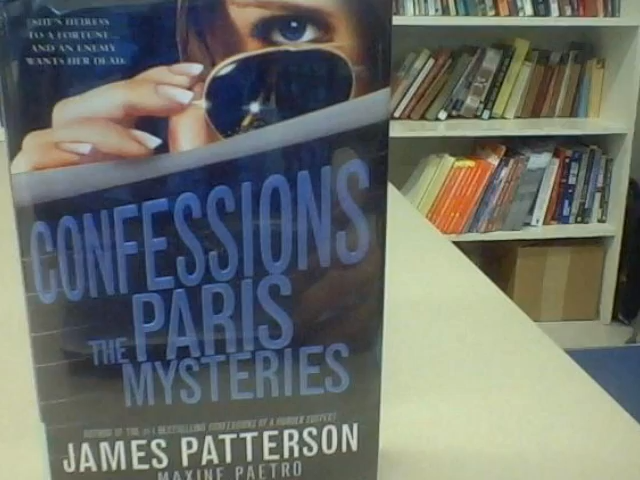 SHE'S HEIRESS
TO A FORTUNE...
AND AN ENEMY
WANTS HER DEAD.
CONFESSIONS
THE PARIS
MYSTERIES
AUTHOR OF THE #1 BESTSELLING CONFESSIONS OF A MURDER SUSPECT
JAMES PATTERSON
MAXINE PAETRO